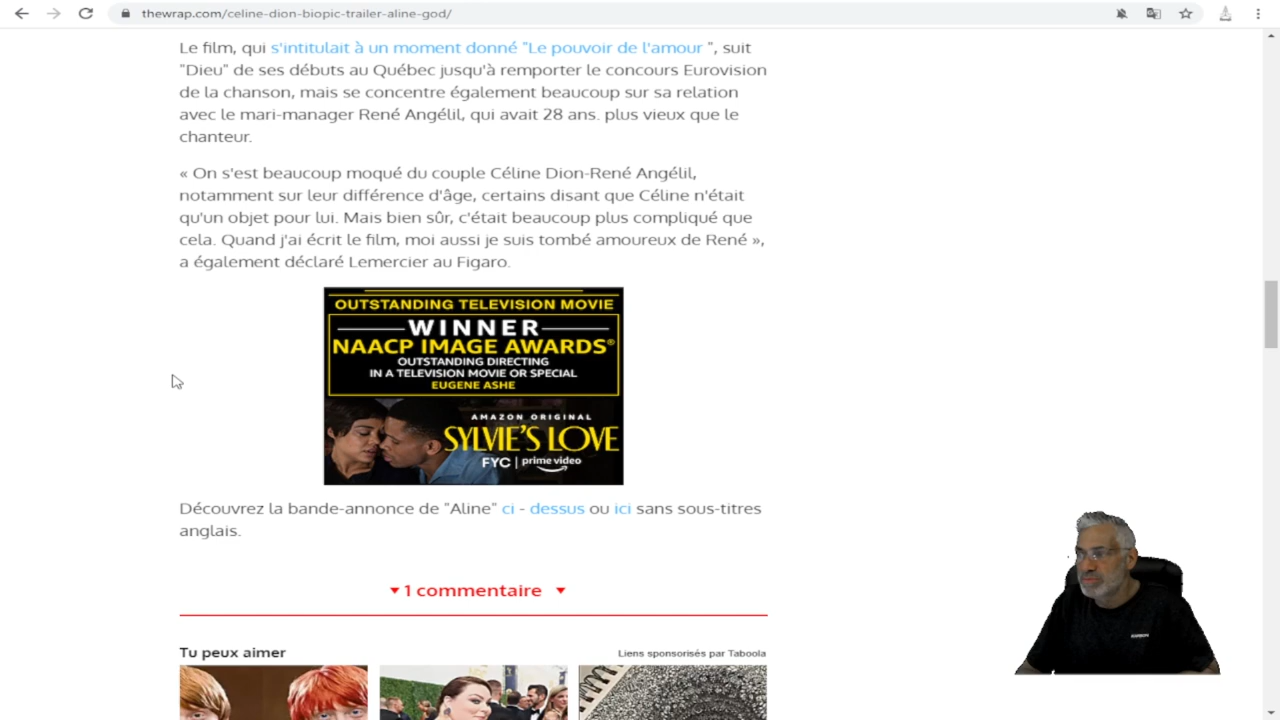 thewrap.com/celine-dion-biopic-trailer-aline-god/
Le film, qui s'intitulait à un moment donné "Le pouvoir de l'amour ", suit
"Dieu" de ses débuts au Québec jusqu'à remporter le concours Eurovision
de la chanson, mais se concentre également beaucoup sur sa relation
avec le mari-manager René Angélil, qui avait 28 ans. plus vieux que le
chanteur.
« On s'est beaucoup moqué du couple Céline Dion-René Angélil,
notamment sur leur différence d'âge, certains disant que Céline n'était
qu'un objet pour lui. Mais bien sûr, c'était beaucoup plus compliqué que
cela. Quand j'ai écrit le film, moi aussi je suis tombé amoureux de René »,
a également déclaré Lemercier au Figaro.
OUTSTANDING TELEVISION MOVIE
WINNER
NAACP IMAGE AWARDS®
OUTSTANDING DIRECTING
IN A TELEVISION MOVIE OR SPECIAL
EUGENE ASHE
AMAZON ORIGINAL
SYLVIE'S LOVE
FYC | prime video
Découvrez la bande-annonce de "Aline" ci - dessus ou ici sans sous-titres
anglais.
1 commentaire
Tu peux aimer
Liens sponsorisés par Taboola